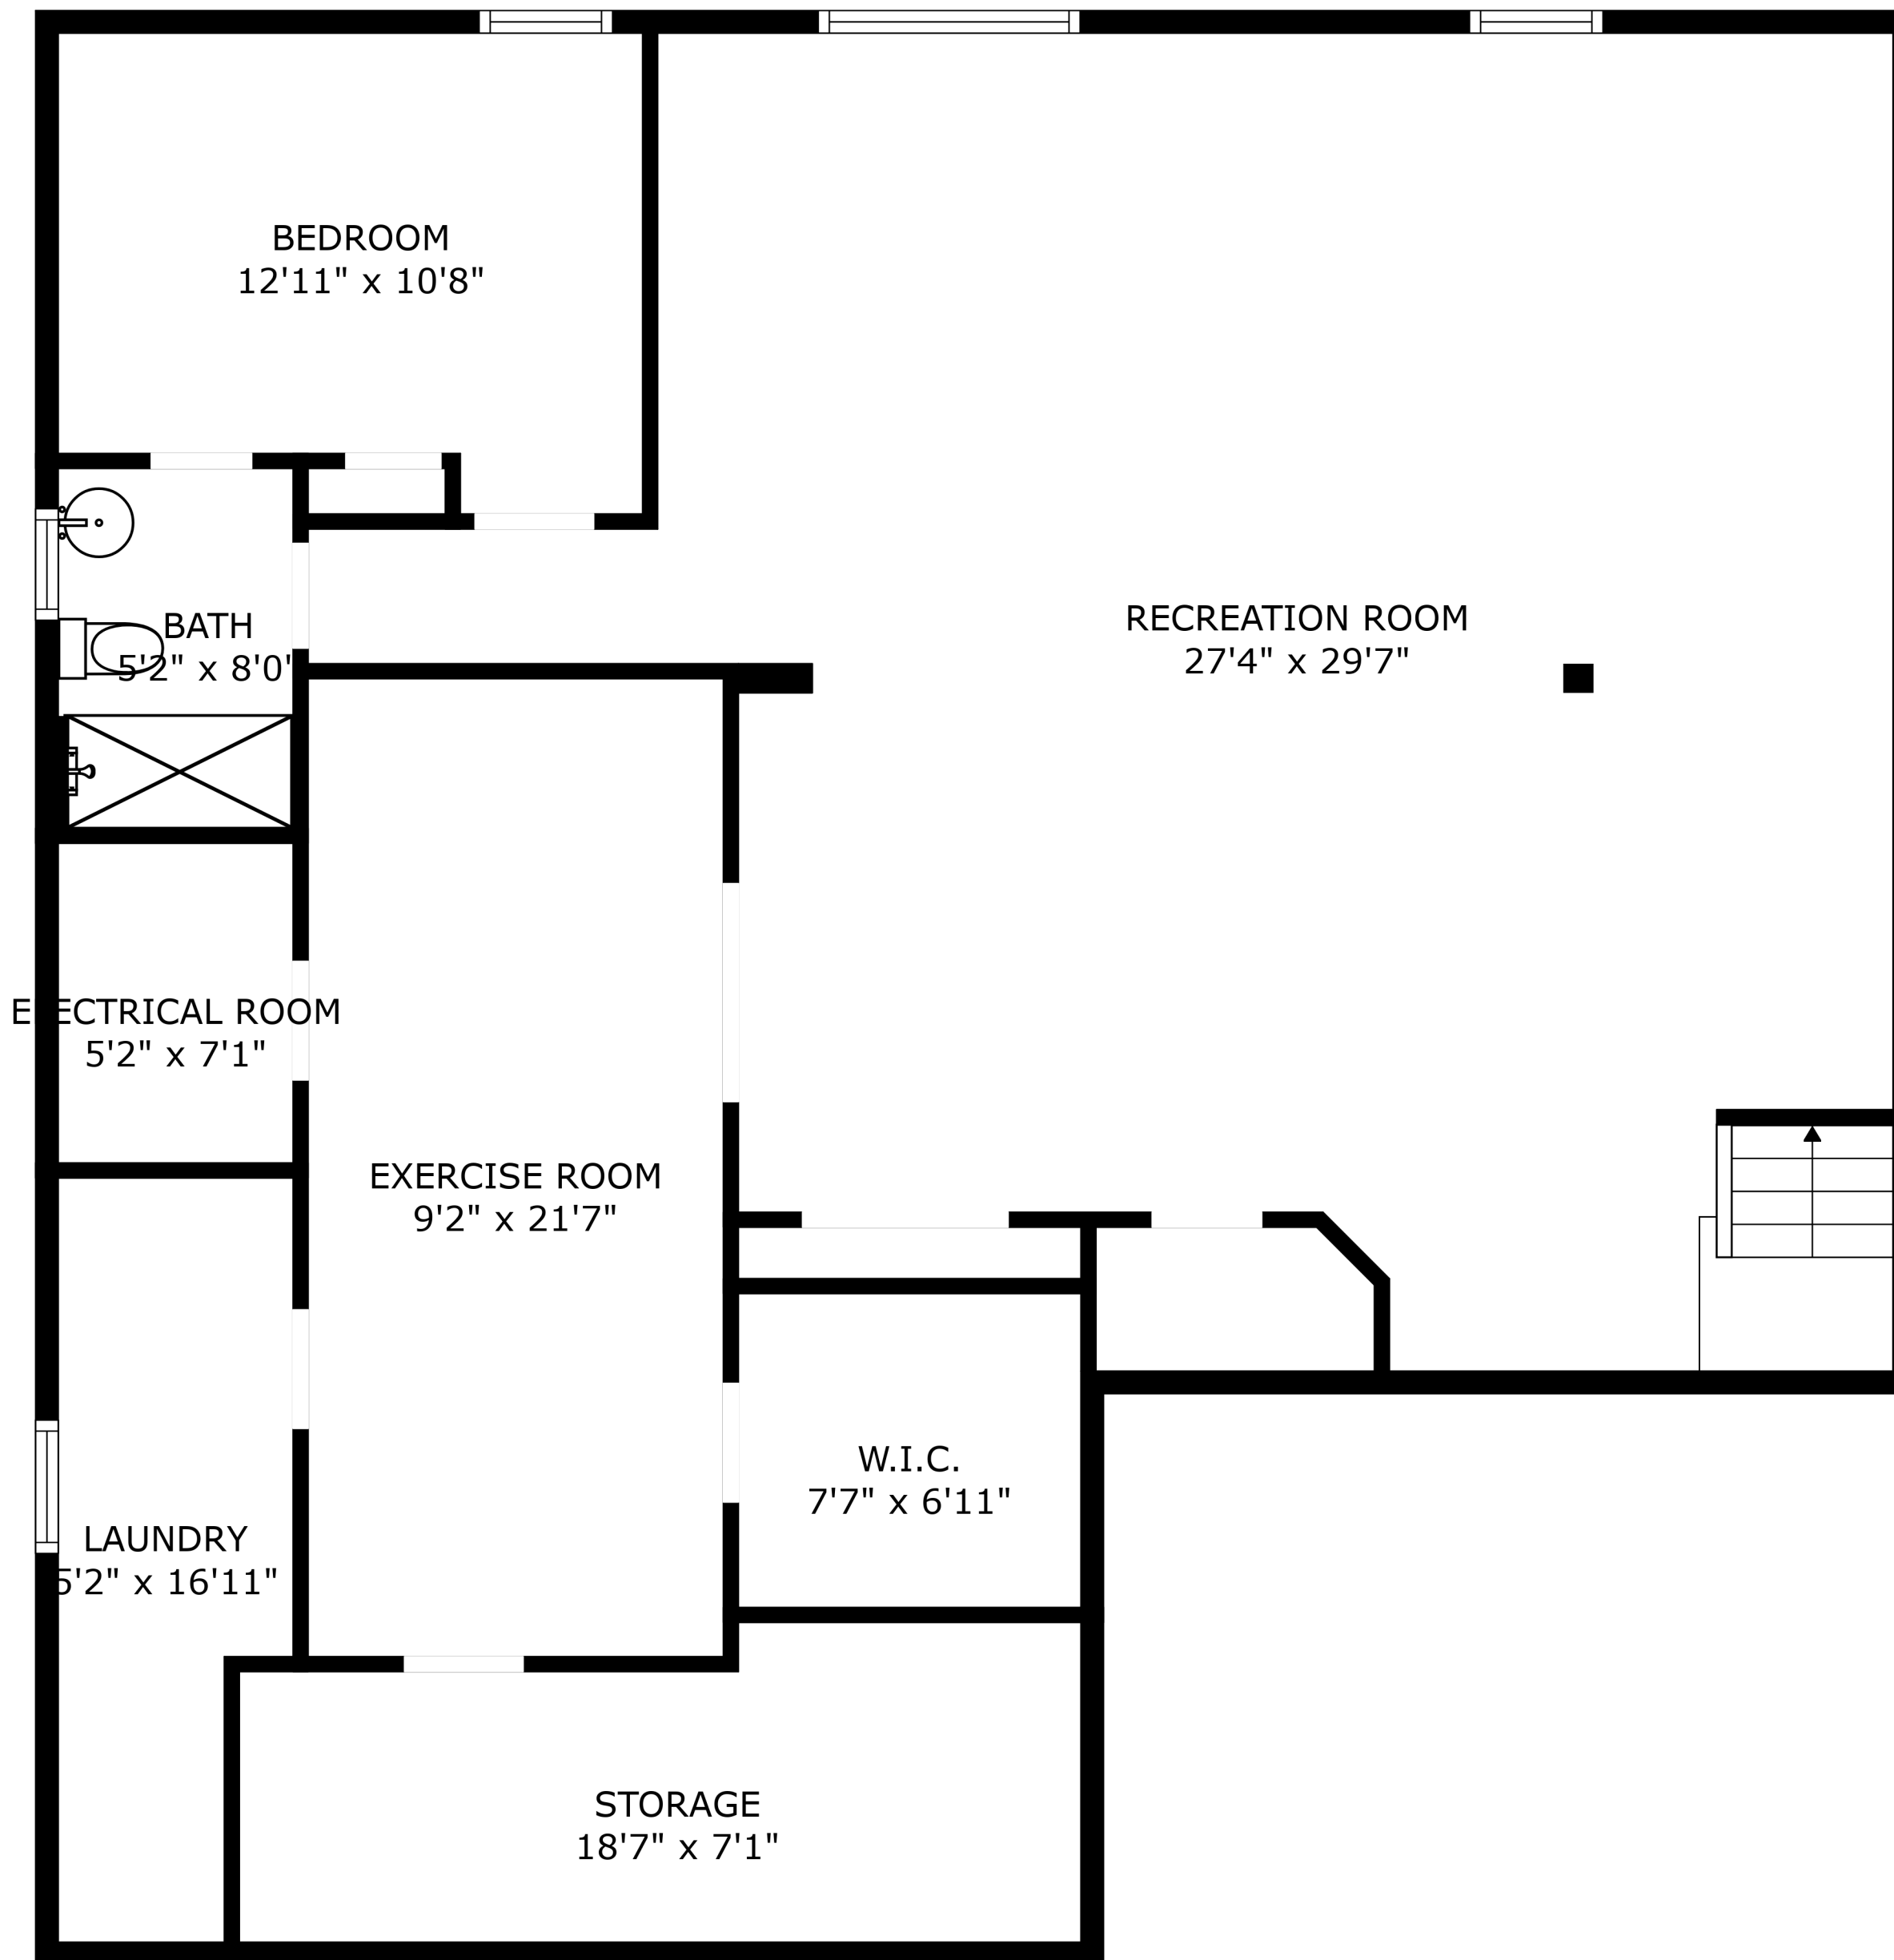 BEDROOM
12'11" x 10'8"
RECREATION ROOM
27'4" x 29'7"
BATH
5'2" x 8'0"
ELECTRICAL ROOM
5'2" x 7'1"
EXERCISE ROOM
9'2" x 21'7"
W.I.C.
7'7" x 6'11"
LAUNDRY
5'2" x 16'11"
STORAGE
18'7" x 7'1"